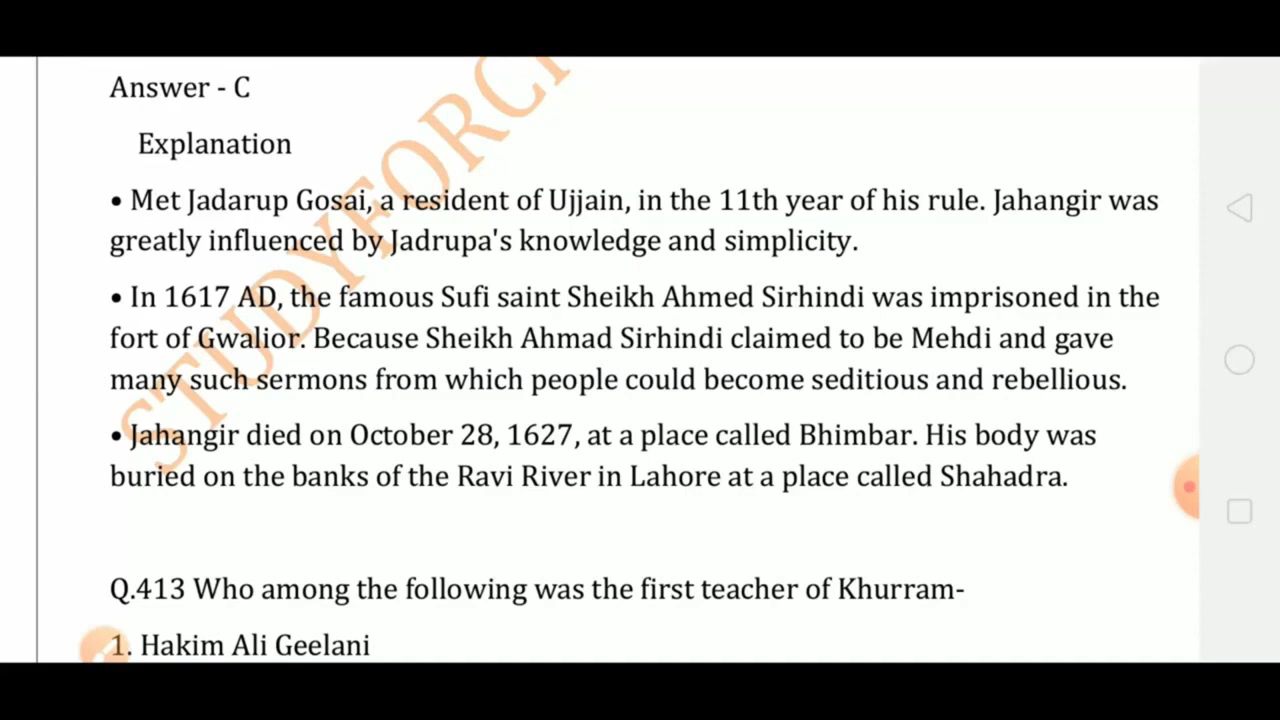 Answer - C
Explanation
• Met Jadarup Gosai, a resident of Ujjain, in the 11th year of his rule. Jahangir was
greatly influenced by Jadrupa's knowledge and simplicity.
• In 1617 AD, the famous Sufi saint Sheikh Ahmed Sirhindi was imprisoned in the
fort of Gwalior. Because Sheikh Ahmad Sirhindi claimed to be Mehdi and gave
many such sermons from which people could become seditious and rebellious.
• Jahangir died on October 28, 1627, at a place called Bhimbar. His body was
buried on the banks of the Ravi River in Lahore at a place called Shahadra.
Q.413 Who among the following was the first teacher of Khurram-
1. Hakim Ali Geelani